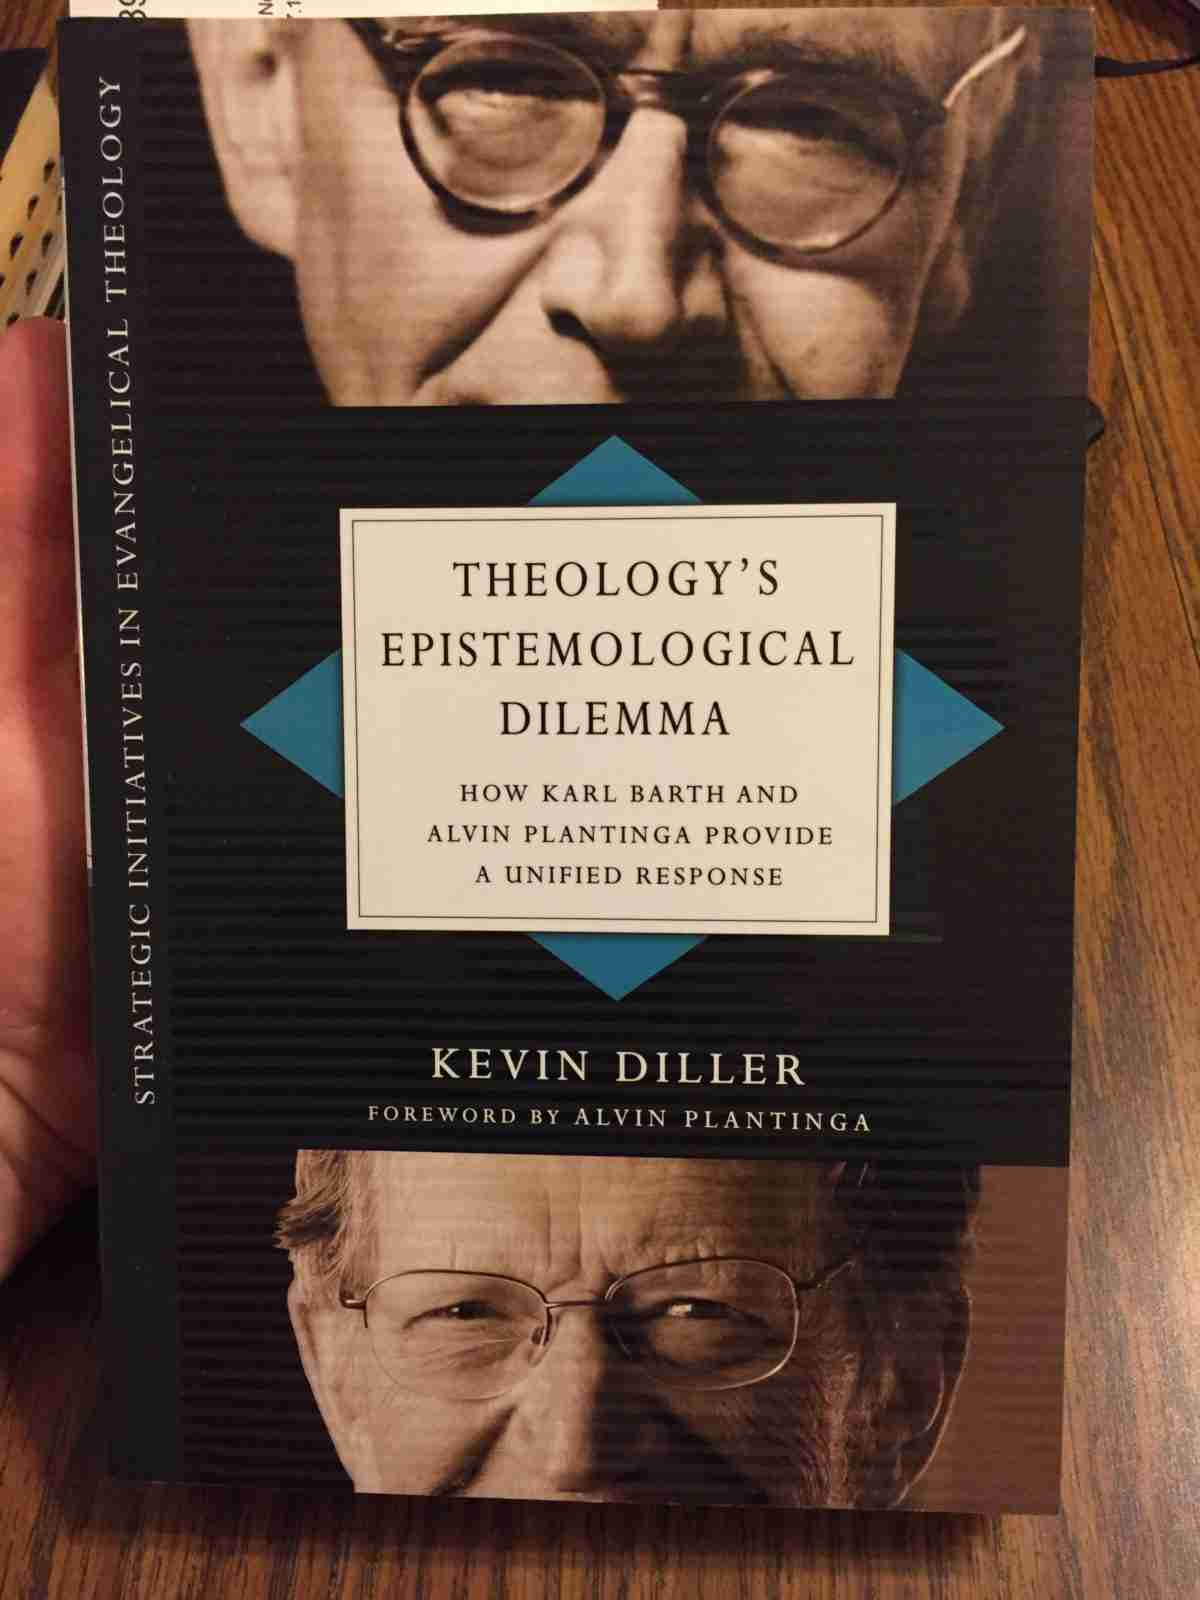 STRATEGIC INITIATIVES IN EVANGELICAL THEOLOGY
THEOLOGY'S
EPISTEMOLOGICAL
DILEMMA
HOW KARL BARTH AND
ALVIN PLANTINGA PROVIDE
A UNIFIED RESPONSE
KEVIN DILLER
FOREWORD BY ALVIN PLANTINGA